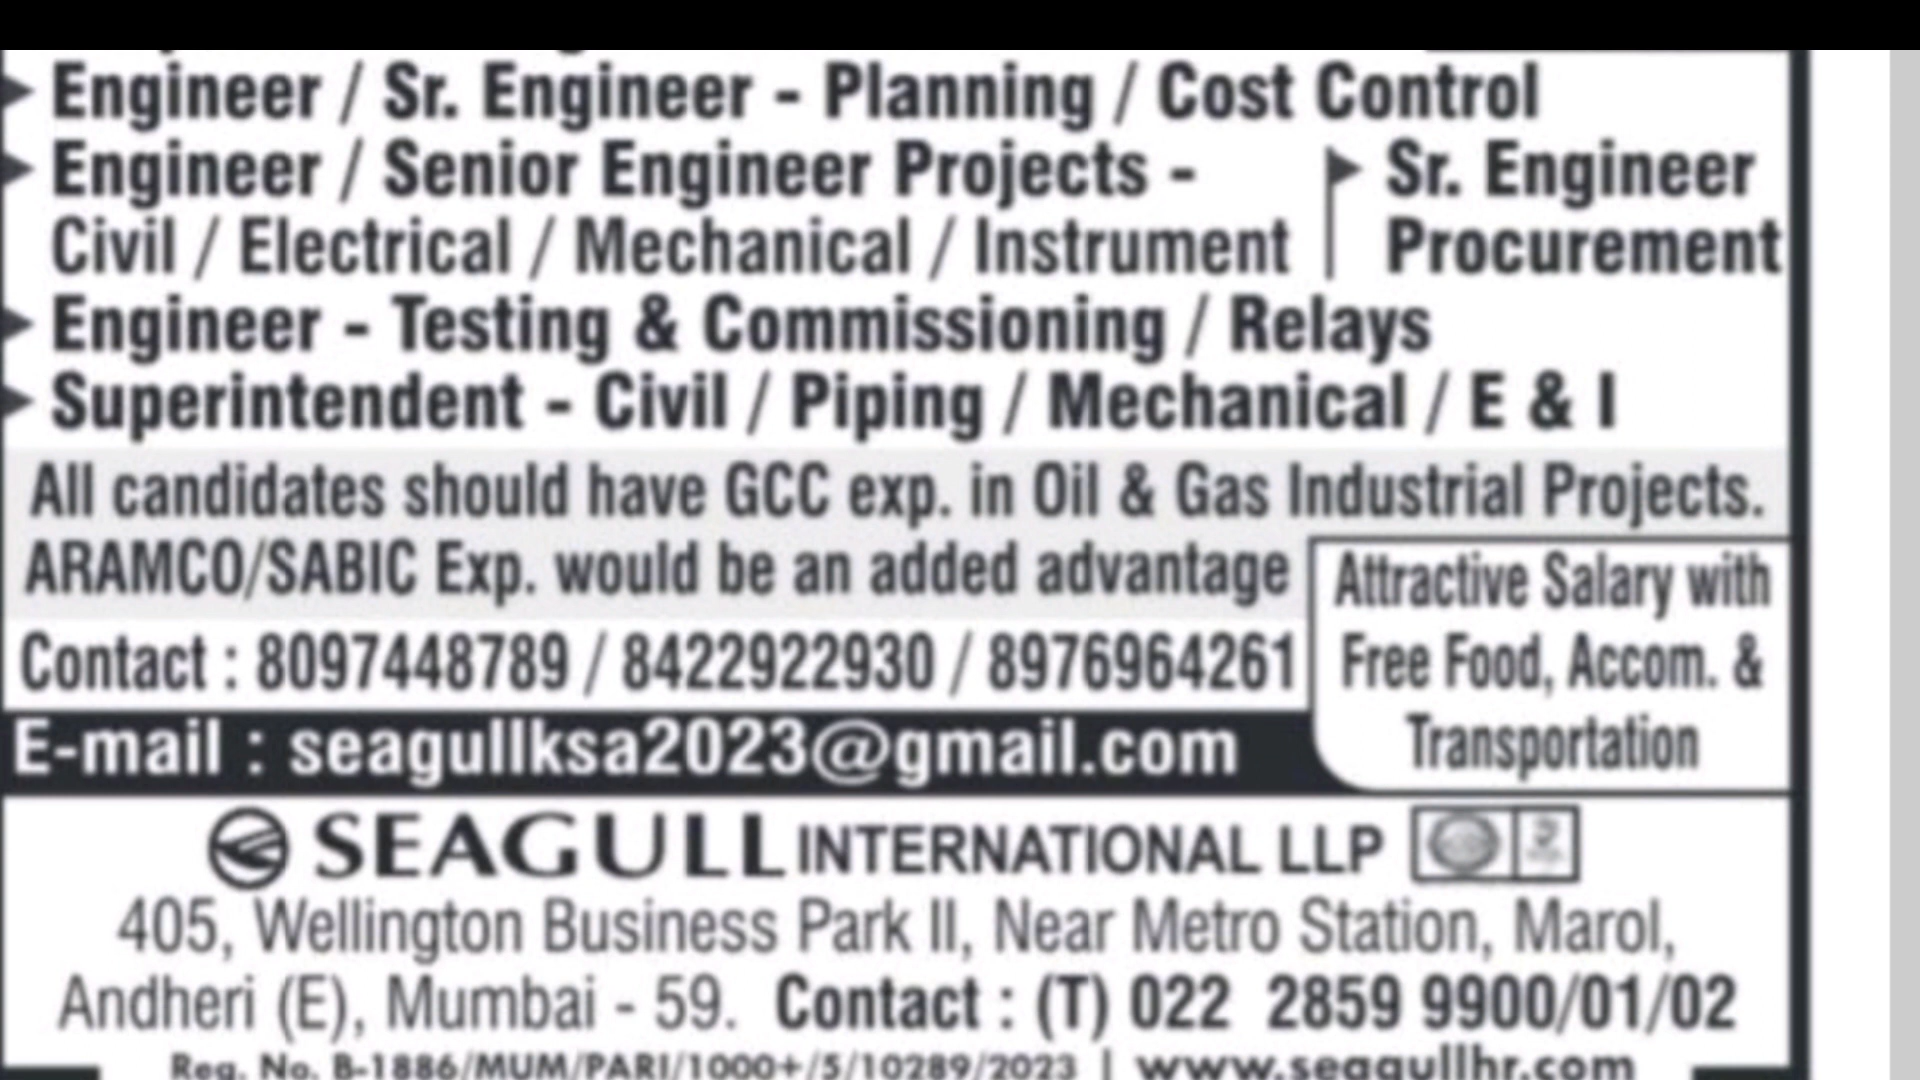 Engineer / Sr. Engineer - Planning / Cost Control
Engineer / Senior Engineer Projects -
Civil / Electrical / Mechanical / Instrument
Sr. Engineer
Procurement
Engineer - Testing & Commissioning / Relays
Superintendent - Civil / Piping / Mechanical / E & I
All candidates should have GCC exp. in Oil & Gas Industrial Projects.
ARAMCO/SABIC Exp. would be an added advantage
Attractive Salary with
Free Food, Accom. &
Transportation
Contact : 8097448789 / 8422922930 / 8976964261
E-mail : seagullksa2023@gmail.com
SEAGULL INTERNATIONAL LLP
405, Wellington Business Park II, Near Metro Station, Marol,
Andheri (E), Mumbai - 59. Contact : (T) 022 2859 9900/01/02
Reg. No. B-1886/MUM/PARI/1000+/5/10289/2023 | www.seagullhr.com